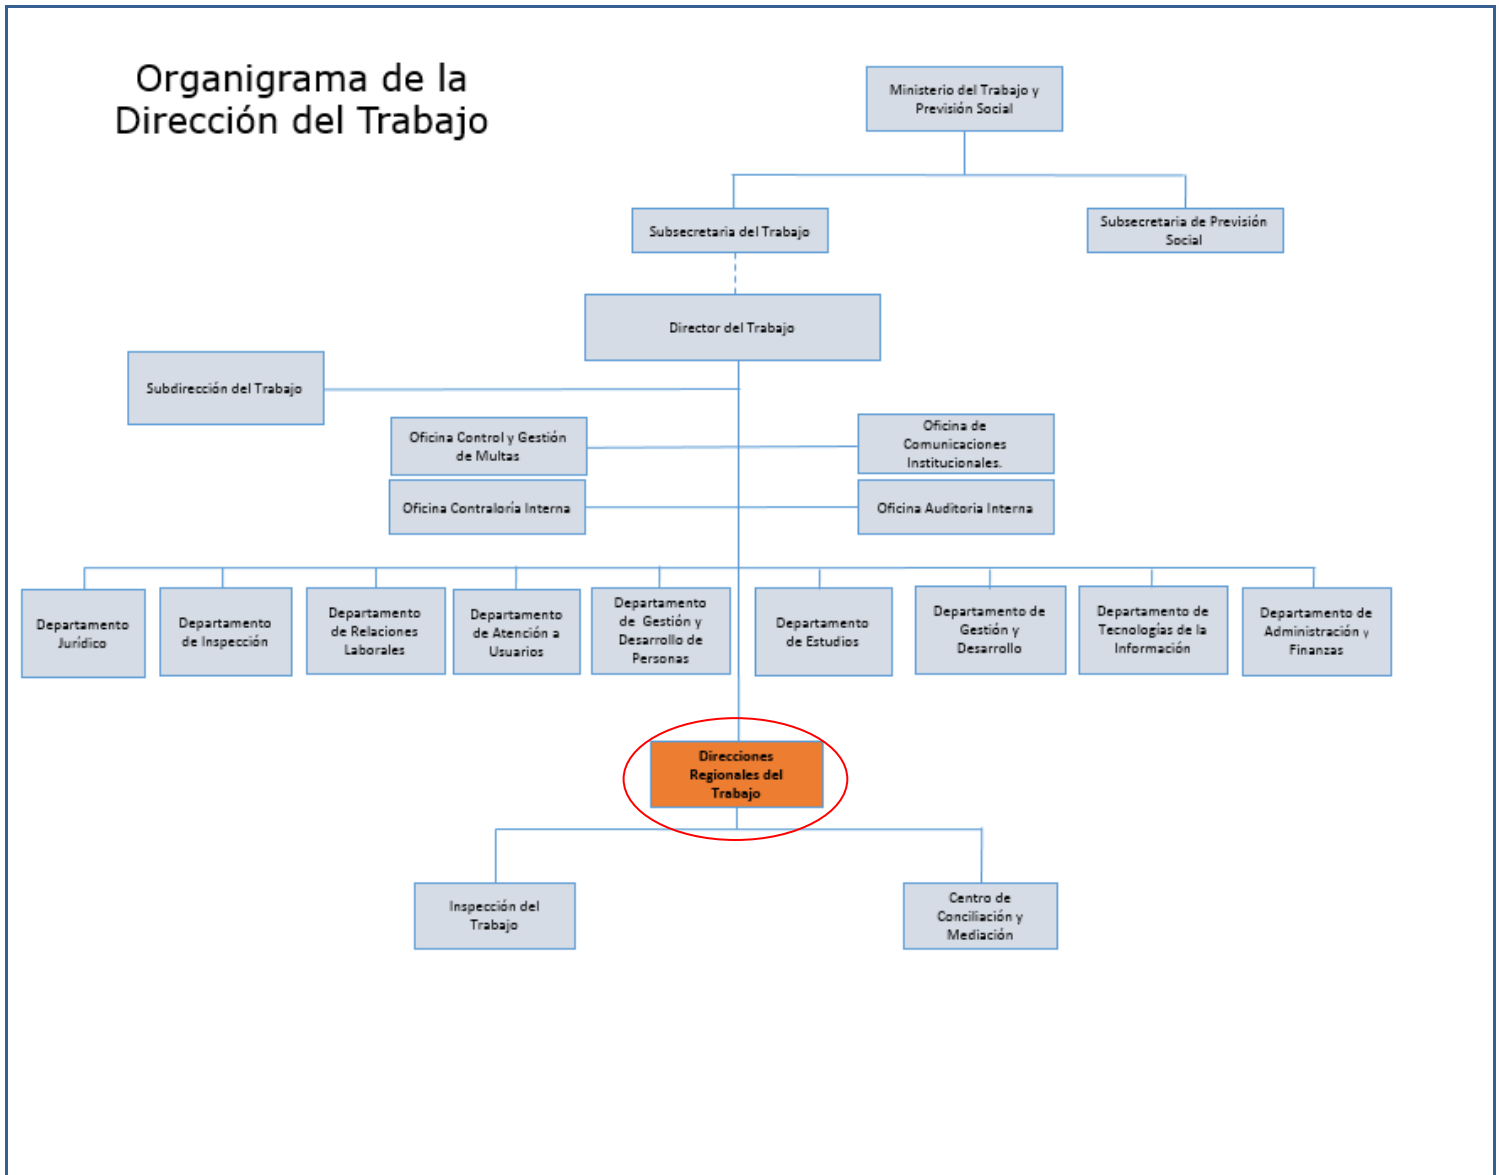 Organigrama de la
Dirección del Trabajo
Ministerio del Trabajo y
Previsión Social
Subsecretaria del Trabajo
Subsecretaria de Previsión
Social
Director del Trabajo
Subdirección del Trabajo
Oficina Control y Gestión
de Multas
Oficina de
Comunicaciones
Institucionales.
Oficina Contraloría Interna
Oficina Auditoria Interna
Departamento
Jurídico
Departamento
de Inspección
Departamento
de Relaciones
Laborales
Departamento
de Atención a
Usuarios
Departamento
de Gestión y
Desarrollo de
Personas
Departamento
de Estudios
Departamento de
Gestión y
Desarrollo
Departamento de
Tecnologías de la
Información
Departamento de
Administración y
Finanzas
Direcciones
Regionales del
Trabajo
Inspección del
Trabajo
Centro de
Conciliación y
Mediación